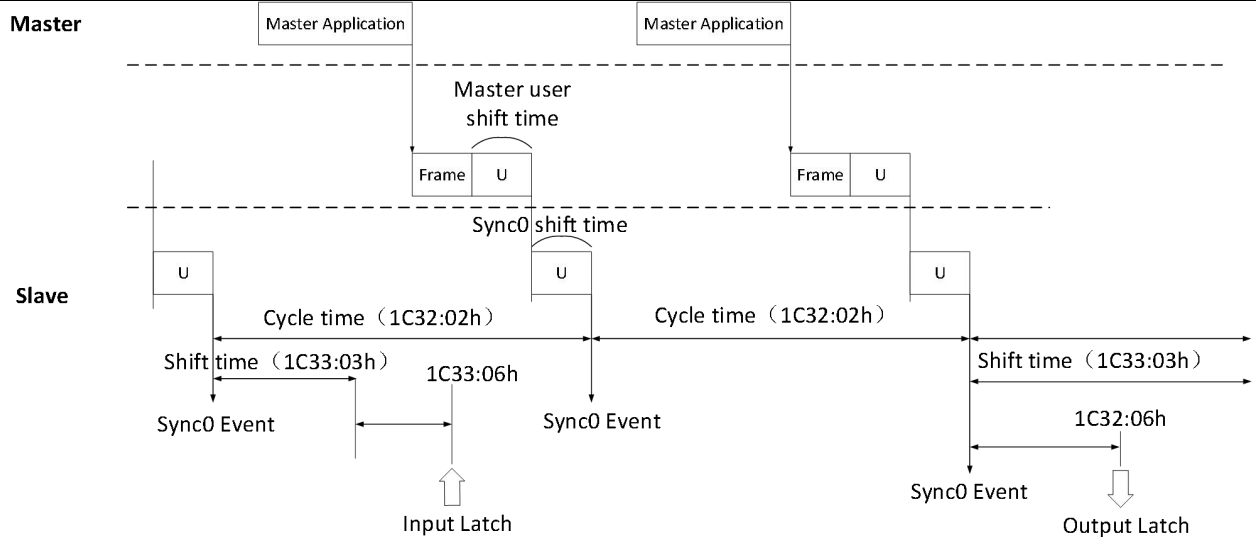 Master
Master Application
Master Application
Master user
shift time
Frame
U
Frame
U
Sync0 shift time
U
U
U
Slave
Cycle time（1C32:02h）
Cycle time（1C32:02h）
Shift time（1C33:03h）
Shift time（1C33:03h）
1C33:06h
Sync0 Event
Sync0 Event
1C32:06h
Sync0 Event
Input Latch
Output Latch